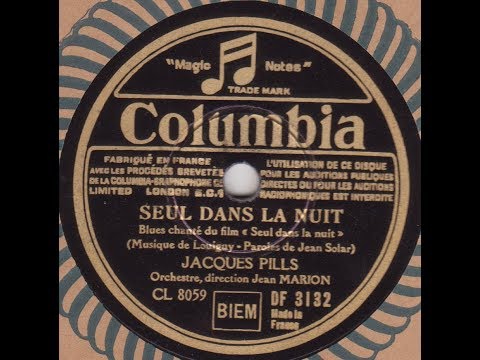 "Magic Notes"
TRADE MARK
Columbia
FABRIQUÉ EN FRANCE
AVEC LES PROCÉDÉS BREVETÉS
DE LA COLUMBIA-GRAPHOPHONE Co
LIMITED LONDON E.C.1
L'UTILISATION DE CE DISQUE
POUR LES AUDITIONS PUBLIQUES
DIRECTES OU POUR LES AUDITIONS
RADIOPHONIQUES EST INTERDITE
SEUL DANS LA NUIT
Blues chanté du film « Seul dans la nuit »
(Musique de Louiguy - Paroles de Jean Solar)
JACQUES PILLS
Orchestre, direction Jean MARION
CL 8059
BIEM
DF 3132
Made in
France